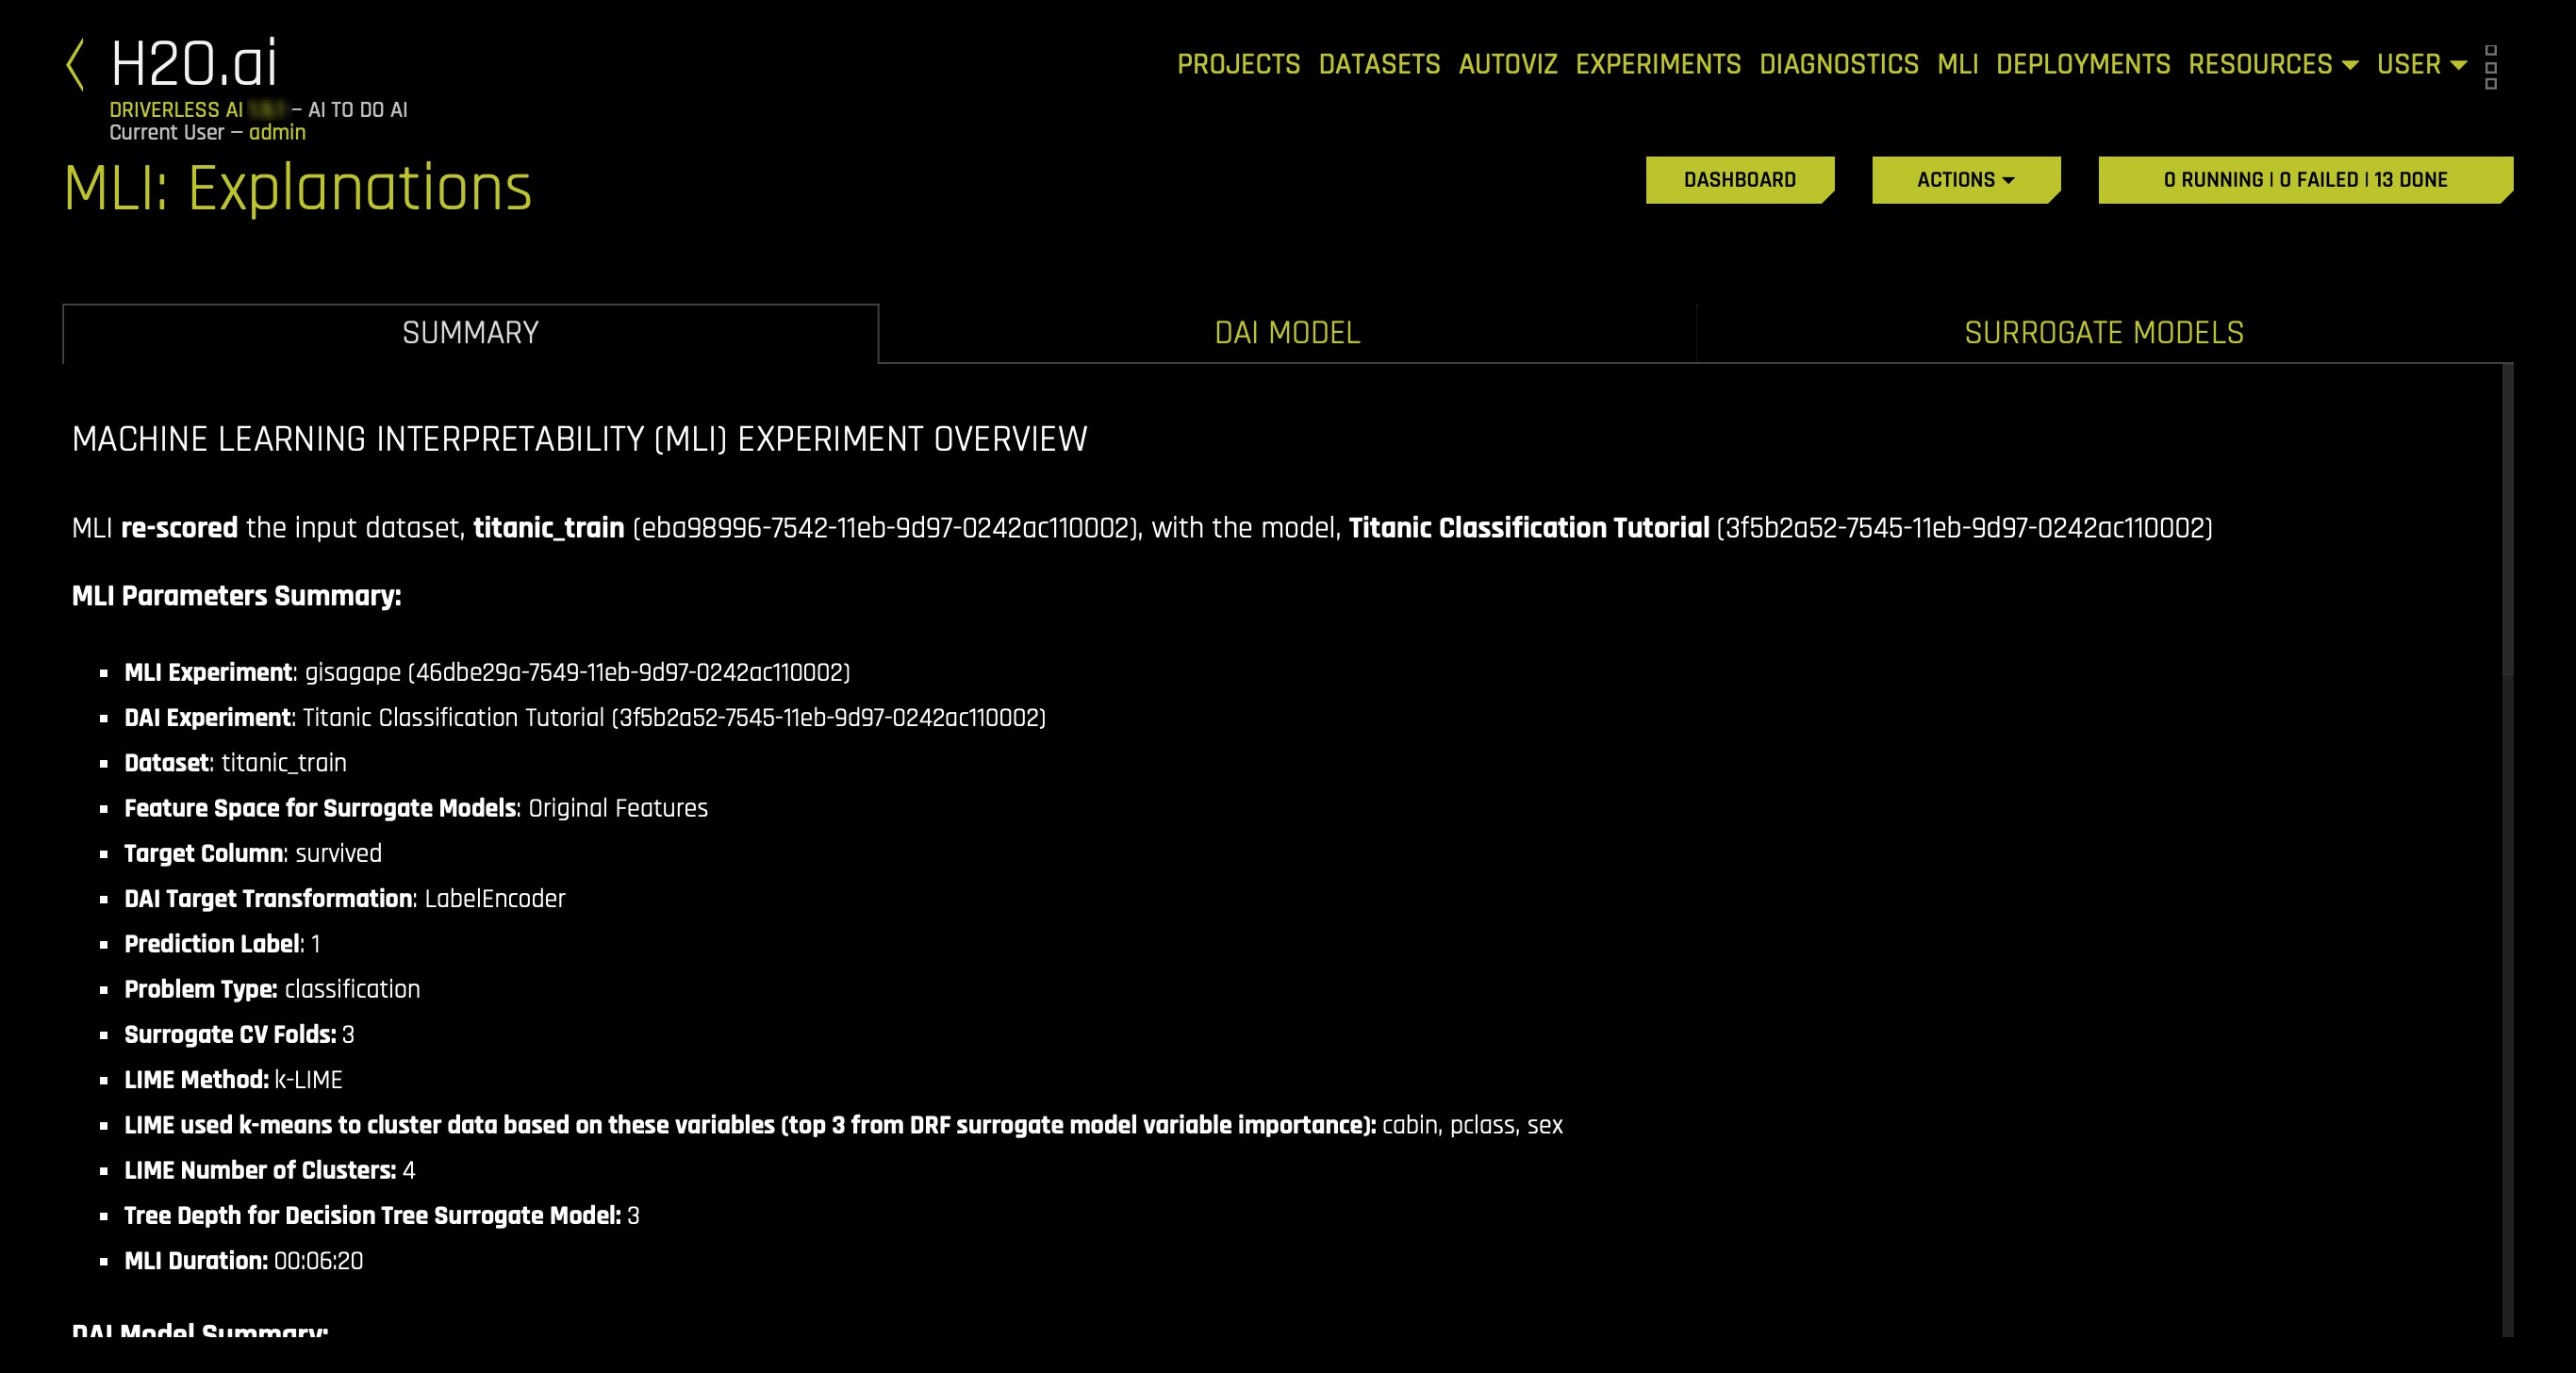 H2O.ai
PROJECTS DATASETS AUTOVIZ EXPERIMENTS DIAGNOSTICS MLI DEPLOYMENTS RESOURCES USER
DRIVERLESS AI – AI TO DO AI
Current User – admin
MLI: Explanations
DASHBOARD ACTIONS 0 RUNNING | 0 FAILED | 13 DONE
SUMMARY DAI MODEL SURROGATE MODELS
MACHINE LEARNING INTERPRETABILITY (MLI) EXPERIMENT OVERVIEW
MLI re-scored the input dataset, titanic_train (eba98996-7542-11eb-9d97-0242ac110002), with the model, Titanic Classification Tutorial (3f5b2a52-7545-11eb-9d97-0242ac110002)
MLI Parameters Summary:
MLI Experiment: gisagape (46dbe29a-7549-11eb-9d97-0242ac110002)
DAI Experiment: Titanic Classification Tutorial (3f5b2a52-7545-11eb-9d97-0242ac110002)
Dataset: titanic_train
Feature Space for Surrogate Models: Original Features
Target Column: survived
DAI Target Transformation: LabelEncoder
Prediction Label: 1
Problem Type: classification
Surrogate CV Folds: 3
LIME Method: k-LIME
LIME used k-means to cluster data based on these variables (top 3 from DRF surrogate model variable importance): cabin, pclass, sex
LIME Number of Clusters: 4
Tree Depth for Decision Tree Surrogate Model: 3
MLI Duration: 00:06:20
DAI Model Summary: